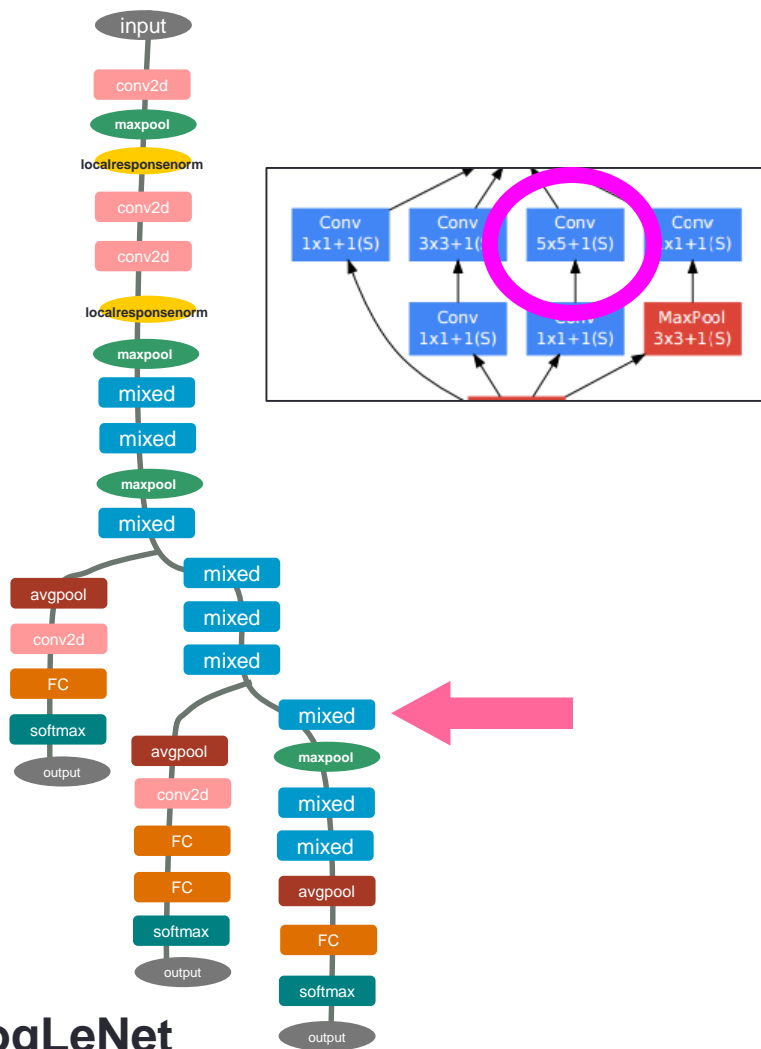 input
conv2d
maxpool
localresponsenorm
conv2d
conv2d
localresponsenorm
maxpool
mixed
mixed
maxpool
mixed
Conv
1x1+1(S)
Conv
3x3+1(S)
Conv
5x5+1(S)
Conv
x1+1(S)
Conv
1x1+1(S)
Conv
1x1+1(S)
MaxPool
3x3+1(S)
avgpool
conv2d
FC
softmax
output
mixed
mixed
mixed
avgpool
conv2d
FC
FC
softmax
output
mixed
maxpool
mixed
mixed
avgpool
FC
softmax
output
ogLeNet